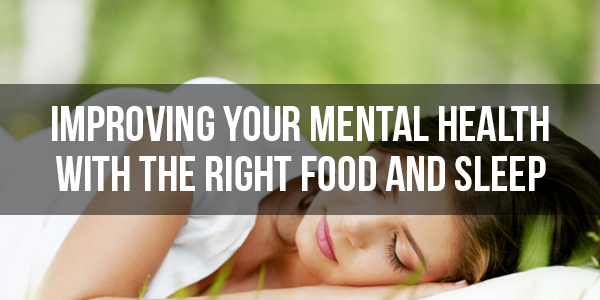 IMPROVING YOUR MENTAL HEALTH
WITH THE RIGHT FOOD AND SLEEP